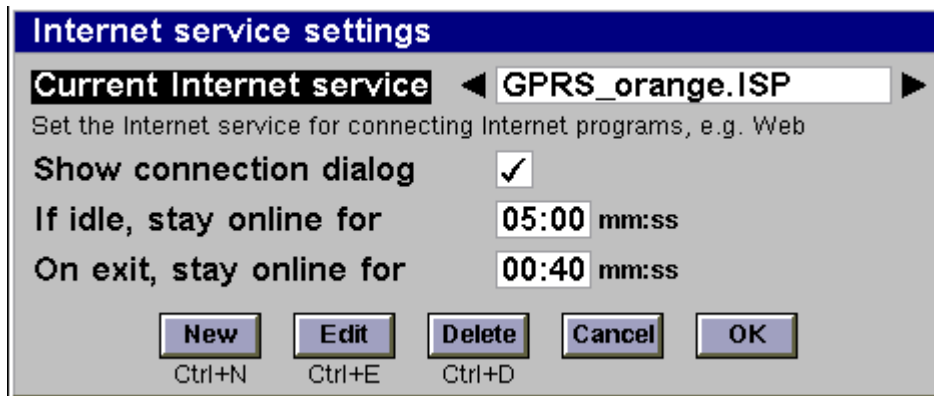 Internet service settings
Current Internet service GPRS_orange.ISP
Set the Internet service for connecting Internet programs, e.g. Web
Show connection dialog
If idle, stay online for 05:00 mm:ss
On exit, stay online for 00:40 mm:ss
New Edit Delete Cancel OK
Ctrl+N Ctrl+E Ctrl+D